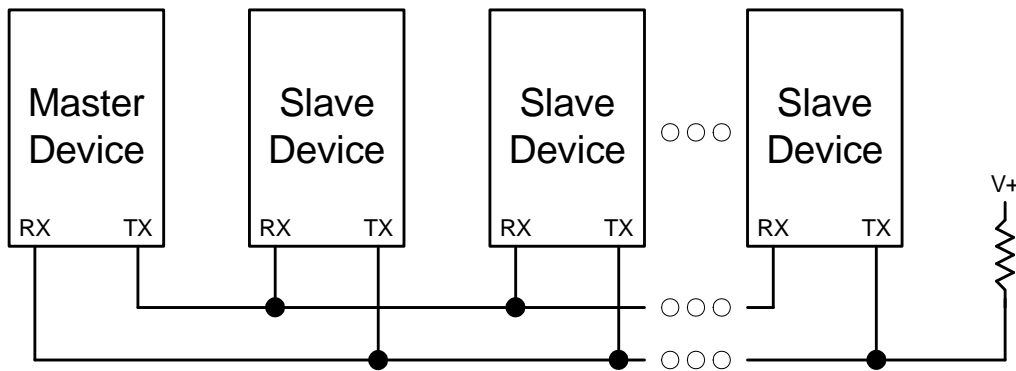 Master
Device
RX TX
Slave
Device
RX TX
Slave
Device
RX TX
Slave
Device
RX TX
V+